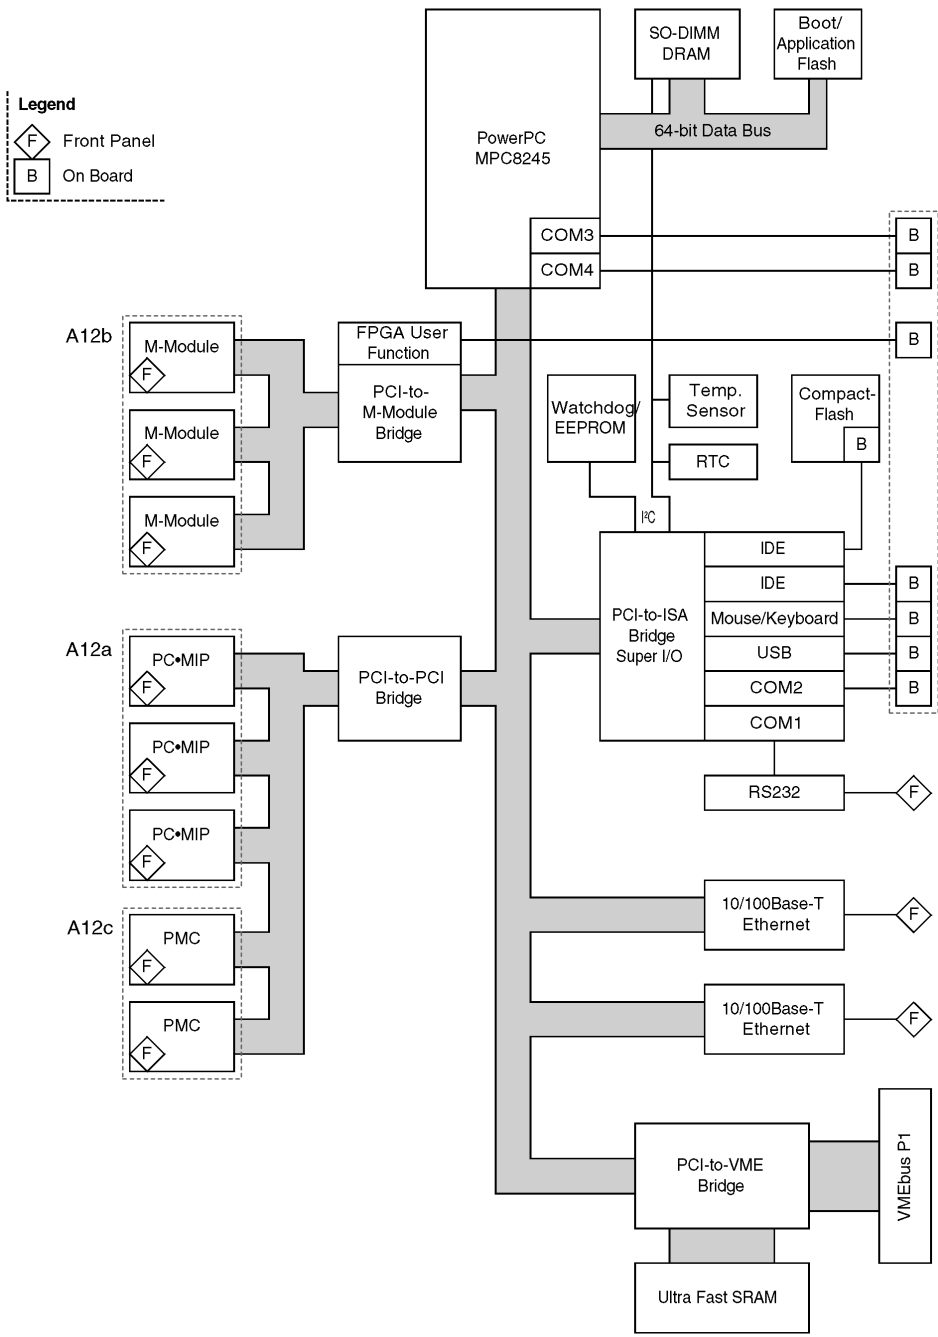 SO-DIMM
DRAM
Boot/
Application
Flash
Legend
F
Front Panel
B
On Board
PowerPC
MPC8245
64-bit Data Bus
COM3
B
COM4
B
A12b
M-Module
F
M-Module
F
M-Module
F
FPGA User
Function
B
PCI-to-
M-Module
Bridge
Watchdog/
EEPROM
Temp.
Sensor
RTC
Compact-
Flash
B
I²C
PCI-to-ISA
Bridge
Super I/O
IDE
IDE
B
Mouse/Keyboard
B
USB
B
COM2
B
COM1
RS232
F
A12a
PC•MIP
F
PC•MIP
F
PC•MIP
F
PCI-to-PCI
Bridge
A12c
PMC
F
PMC
F
10/100Base-T
Ethernet
F
10/100Base-T
Ethernet
F
PCI-to-VME
Bridge
VMEbus P1
Ultra Fast SRAM